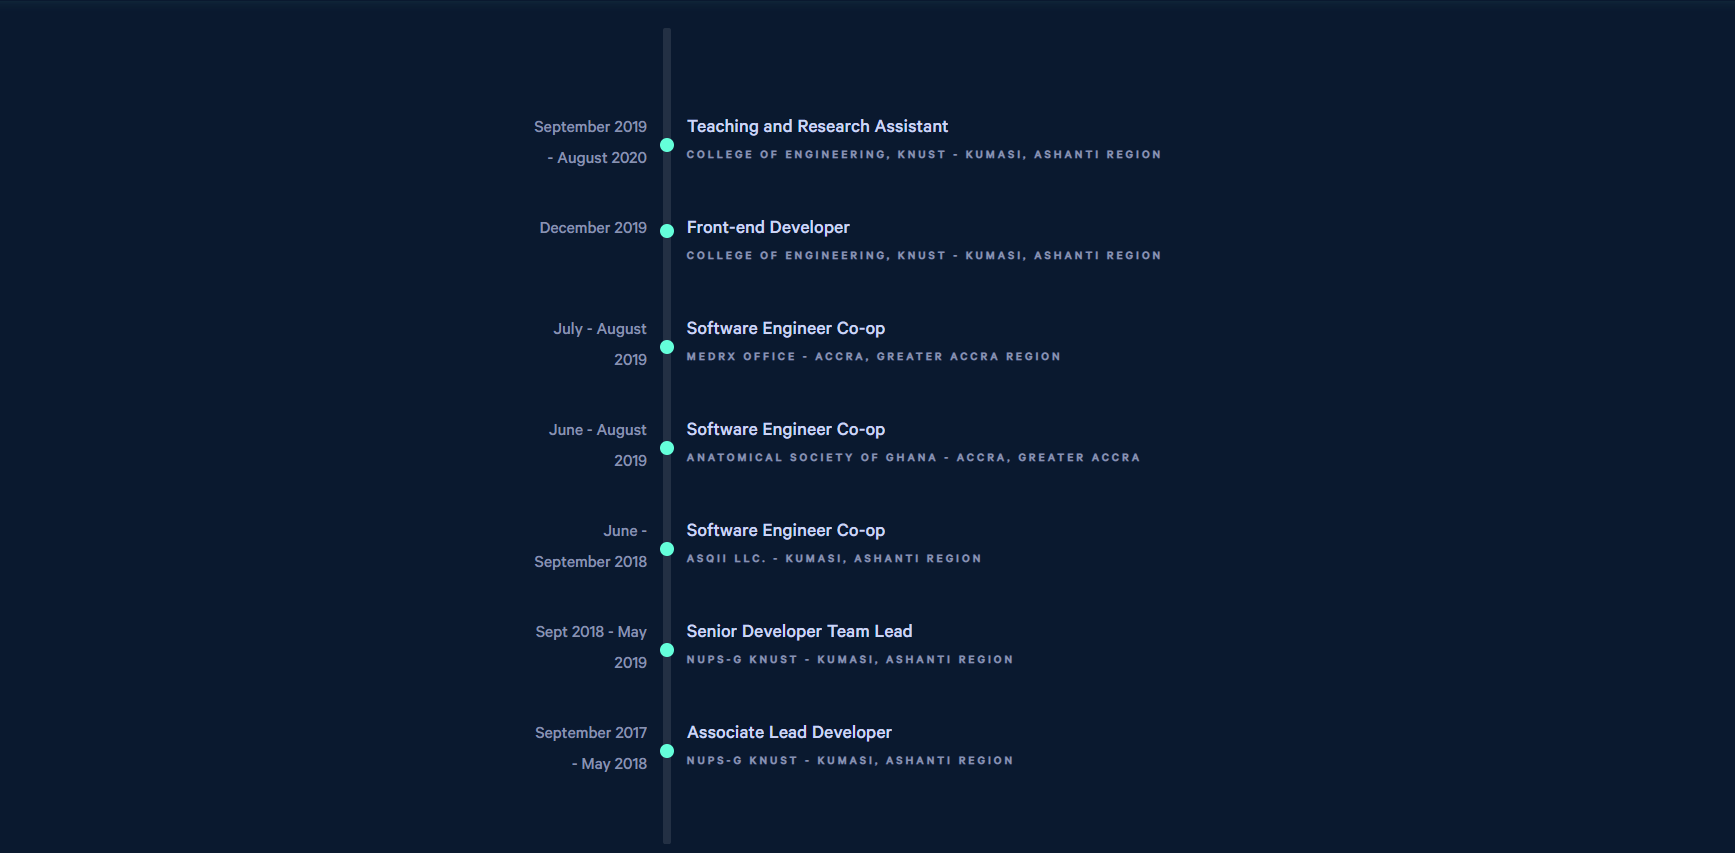 September 2019
- August 2020
Teaching and Research Assistant
COLLEGE OF ENGINEERING, KNUST - KUMASI, ASHANTI REGION
December 2019
Front-end Developer
COLLEGE OF ENGINEERING, KNUST - KUMASI, ASHANTI REGION
July - August
2019
Software Engineer Co-op
MEDRX OFFICE - ACCRA, GREATER ACCRA REGION
June - August
2019
Software Engineer Co-op
ANATOMICAL SOCIETY OF GHANA - ACCRA, GREATER ACCRA
June -
September 2018
Software Engineer Co-op
ASQII LLC. - KUMASI, ASHANTI REGION
Sept 2018 - May
2019
Senior Developer Team Lead
NUPS-G KNUST - KUMASI, ASHANTI REGION
September 2017
- May 2018
Associate Lead Developer
NUPS-G KNUST - KUMASI, ASHANTI REGION